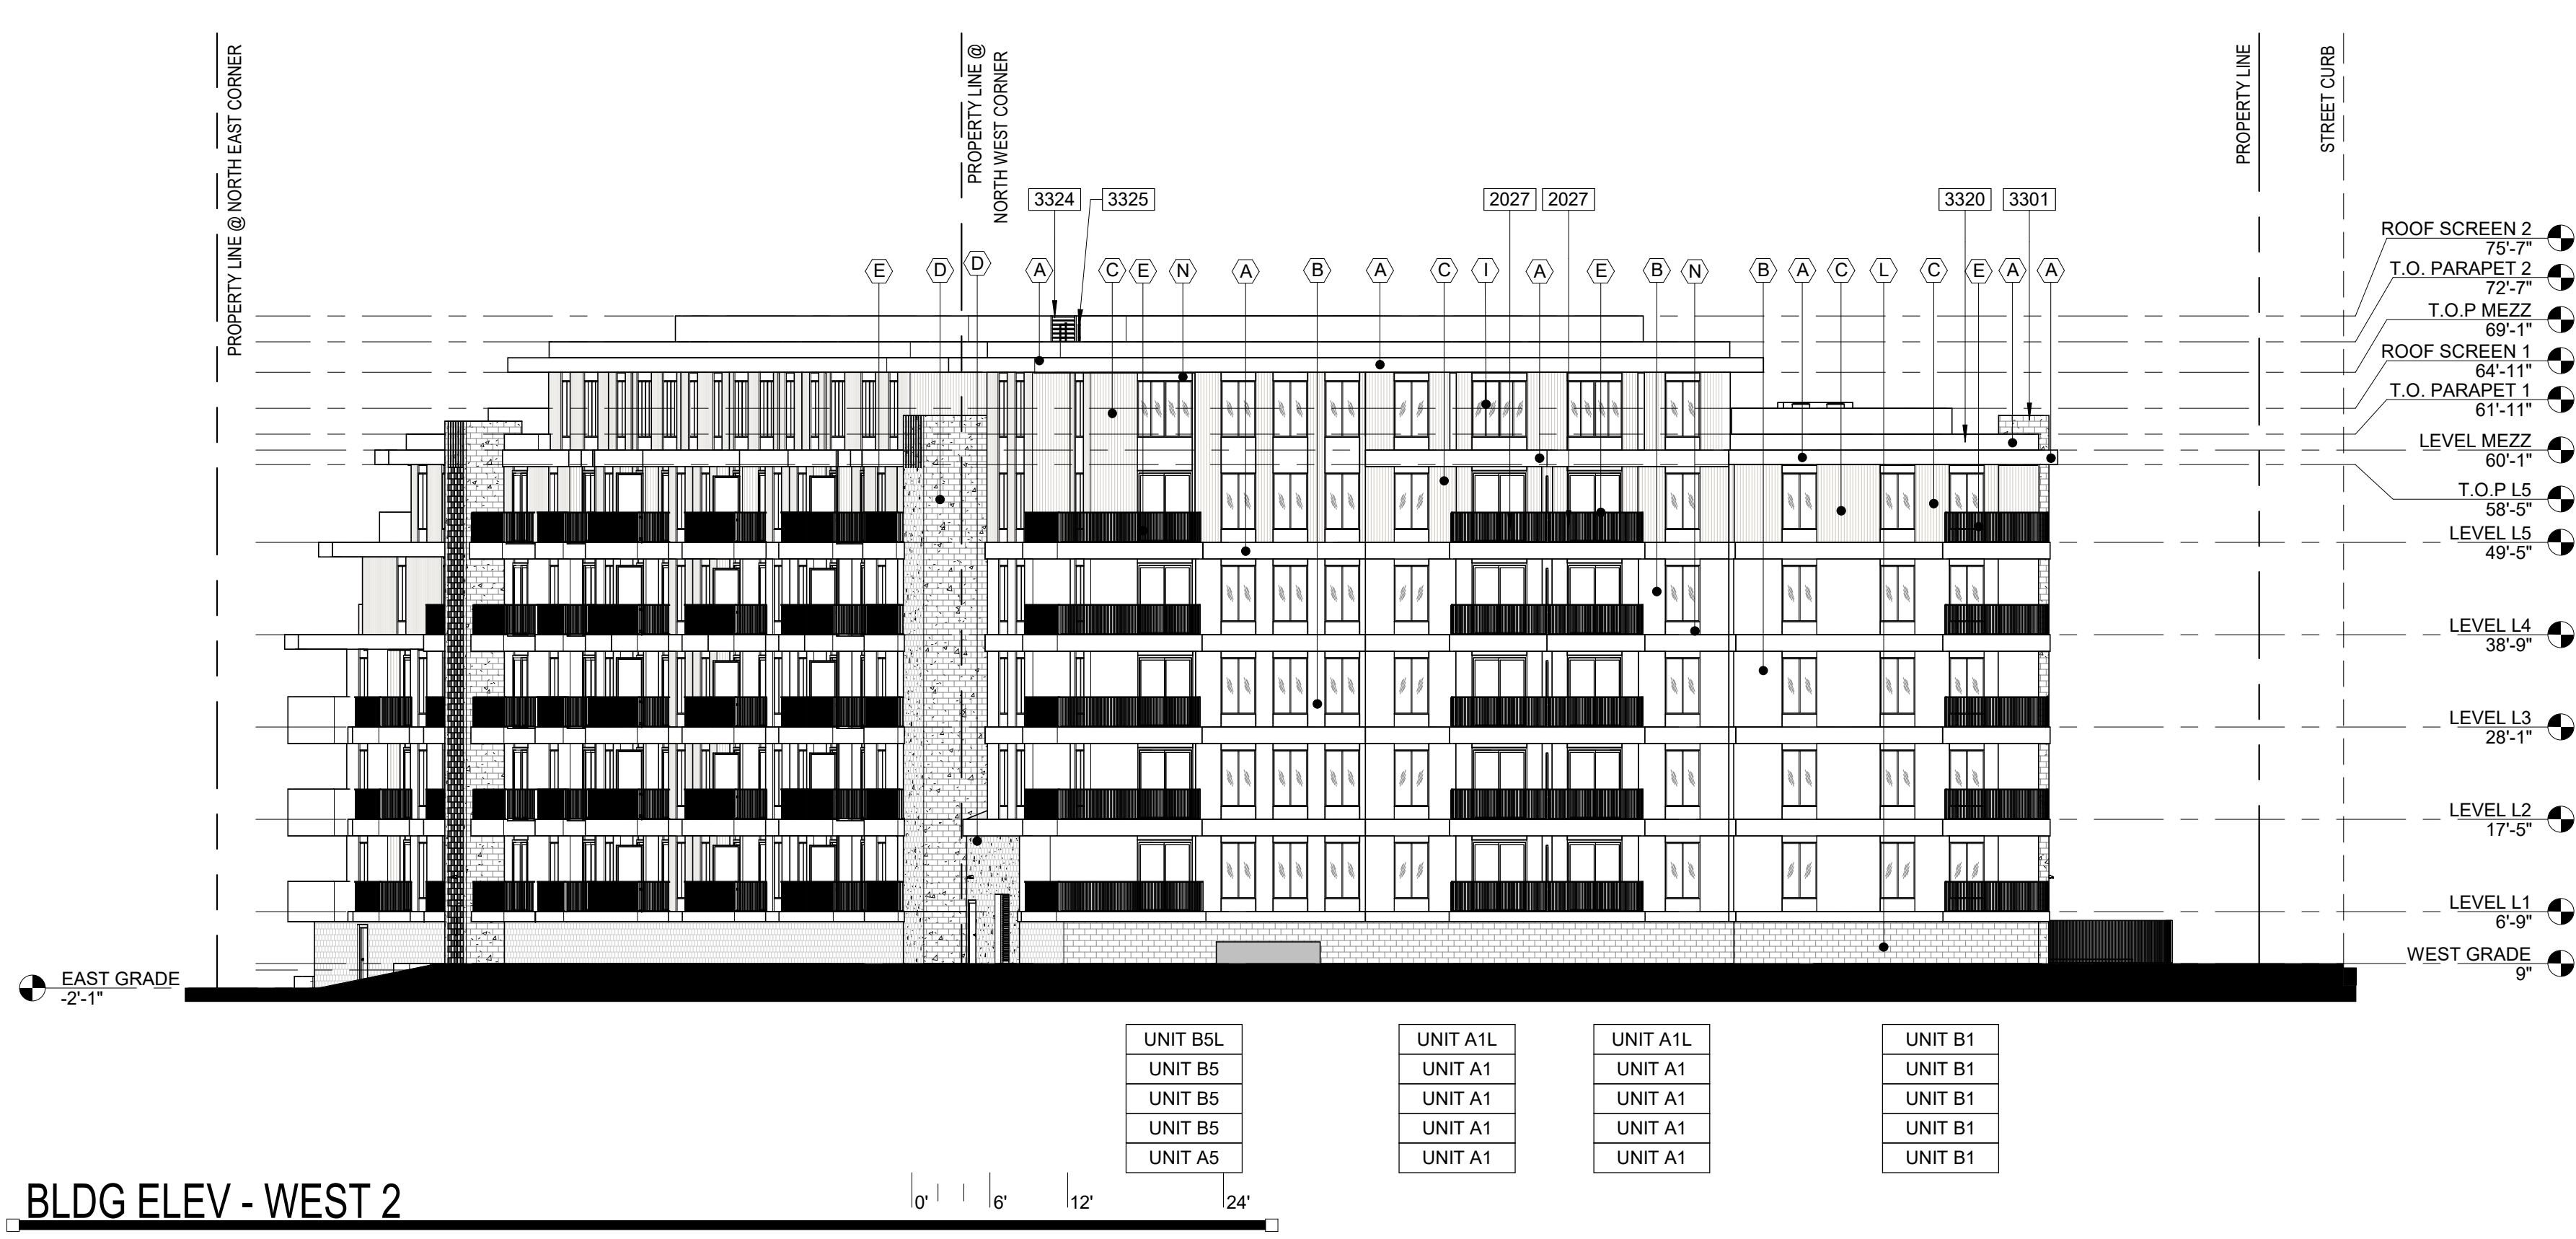 PROPERTY LINE @ NORTH EAST CORNER
PROPERTY LINE @
NORTH WEST CORNER
PROPERTY LINE
STREET CURB
3324
3325
2027
2027
3320
3301
E
D
D
A
C
E
N
A
B
A
C
I
A
E
B
N
B
A
C
L
C
E
A
A
ROOF SCREEN 2
75'-7"
T.O. PARAPET 2
72'-7"
T.O.P MEZZ
69'-1"
ROOF SCREEN 1
64'-11"
T.O. PARAPET 1
61'-11"
LEVEL MEZZ
60'-1"
T.O.P L5
58'-5"
LEVEL L5
49'-5"
LEVEL L4
38'-9"
LEVEL L3
28'-1"
LEVEL L2
17'-5"
LEVEL L1
6'-9"
WEST GRADE
9"
EAST GRADE
-2'-1"
UNIT B5L
UNIT B5
UNIT B5
UNIT B5
UNIT A5
UNIT A1L
UNIT A1
UNIT A1
UNIT A1
UNIT A1
UNIT A1L
UNIT A1
UNIT A1
UNIT A1
UNIT A1
UNIT B1
UNIT B1
UNIT B1
UNIT B1
UNIT B1
BLDG ELEV - WEST 2
0'
6'
12'
24'